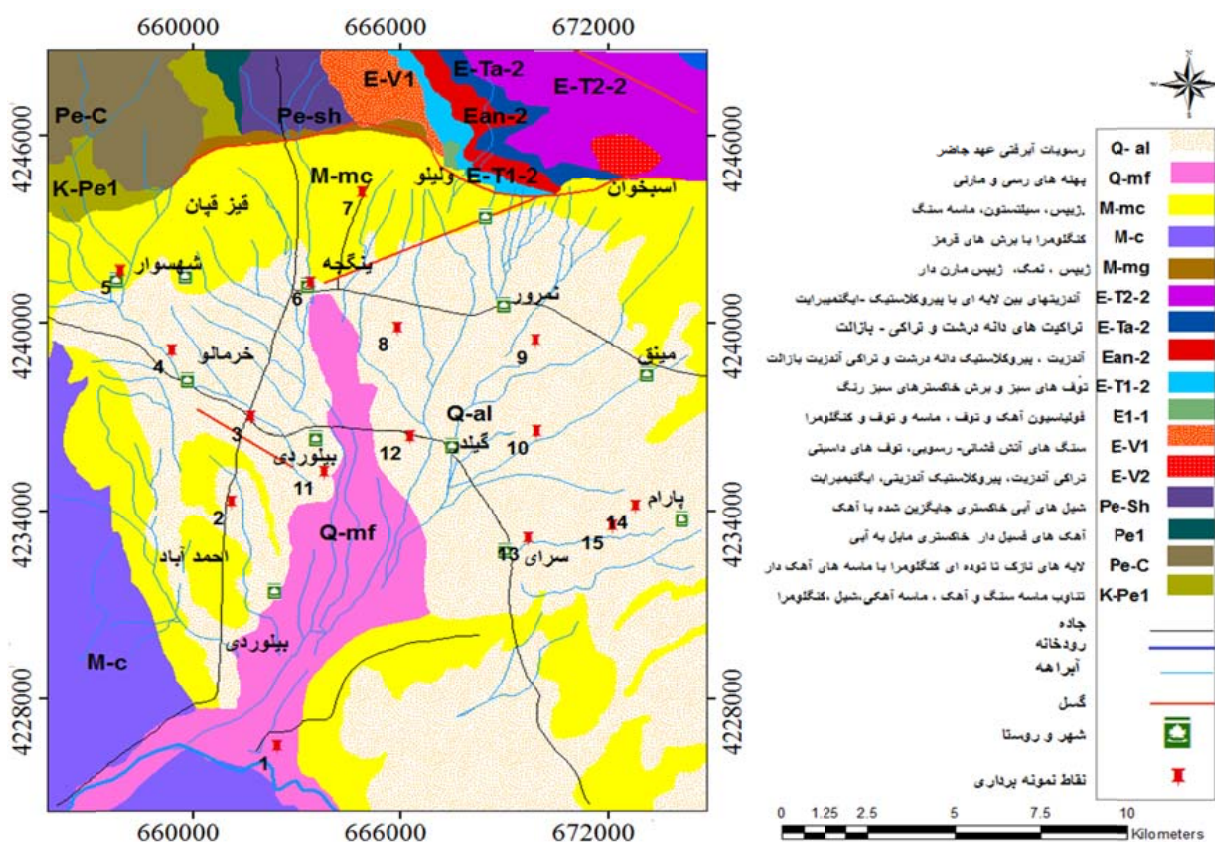 660000 666000 672000
4246000
4240000
4234000
4228000
4246000
4240000
4234000
4228000
660000 666000 672000
Pe-C
Pe-sh
E-V1
E-Ta-2
E-T2-2
Ean-2
K-Pe1
M-mc
E-T1-2
ولیلو
اسبخوان
قیز قپان
7
شهسوار
5
ینگجه
6
نمرور
8
9
مینق
خرمالو
4
3
Q-al
گیلد
10
12
بیلوردی
11
2
احمد آباد
Q-mf
پارام
14
15
13
سرای
بیلوردی
M-c
1
رسوبات آبرفتی عهد حاضر Q- al
پهنه های رسی و مارنی Q-mf
ژیپس، سیلتستون، ماسه سنگ. M-mc
کنگلومرا با برش های قرمز M-c
ژیپس ، نمک، ژیپس مارن دار M-mg
آندزیتهای بین لایه ای با پیروکلاستیک -ایگنمیرایت E-T2-2
تراکیت های دانه درشت و تراکی - بازالت E-Ta-2
آندزیت ، پیروکلاستیک دانه درشت و تراکی آندزیت بازالت Ean-2
توف های سبز و برش خاکسترهای سبز رنگ E-T1-2
فولیاسیون آهک و توف ، ماسه و توف و کنگلومرا E1-1
سنگ های آتش فشانی- رسوبی، توف های داسیتی E-V1
تراکی آندزیت، پیروکلاستیک آندزیتی، ایگنیمبرایت E-V2
شیل های آبی خاکستری جایگزین شده با آهک Pe-Sh
آهک های فسیل دار خاکستری مایل به آبی Pe1
لایه های نازک تا توده ای کنگلومرا با ماسه های آهک دار Pe-C
تناوب ماسه سنگ و آهک ، ماسه آهکی،شیل ،کنگلومرا K-Pe1
جاده
رودخانه
آبراهه
گسل
شهر و روستا
نقاط نمونه برداری
0 1.25 2.5 5 7.5 10
Kilometers